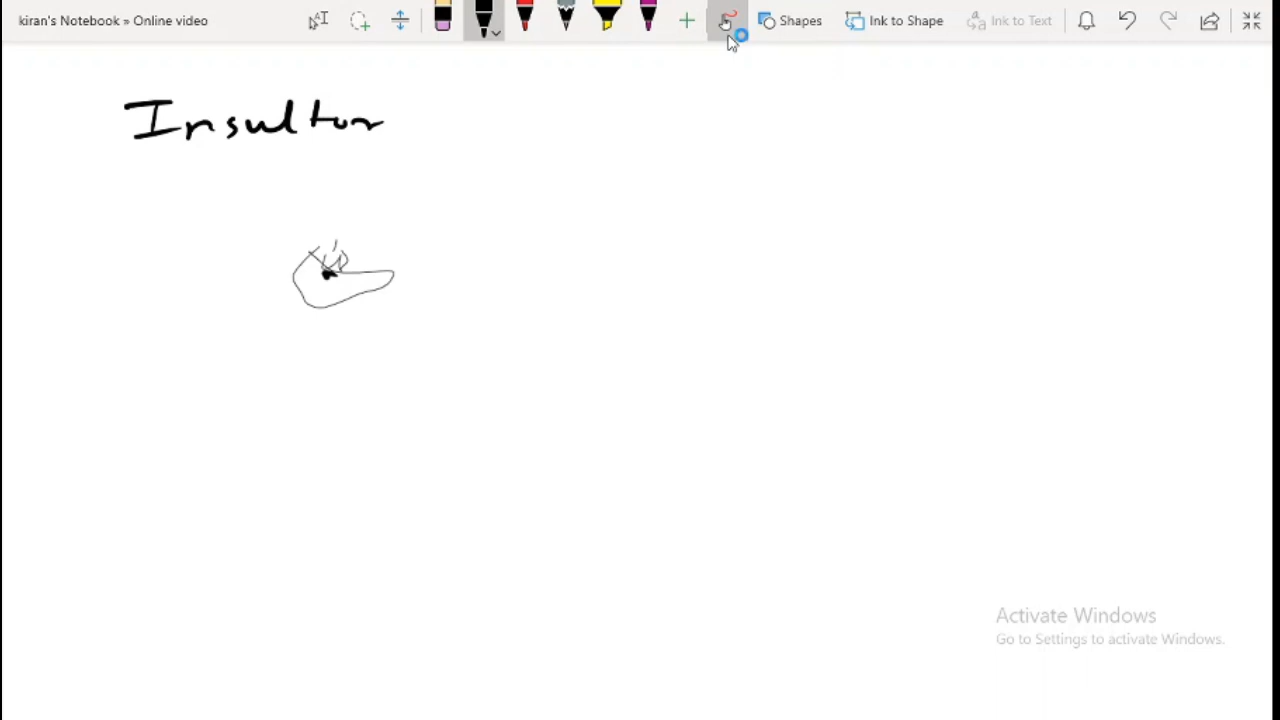 kiran's Notebook » Online video
Shapes
Ink to Shape
Ink to Text
Insultor
Activate Windows
Go to Settings to activate Windows.